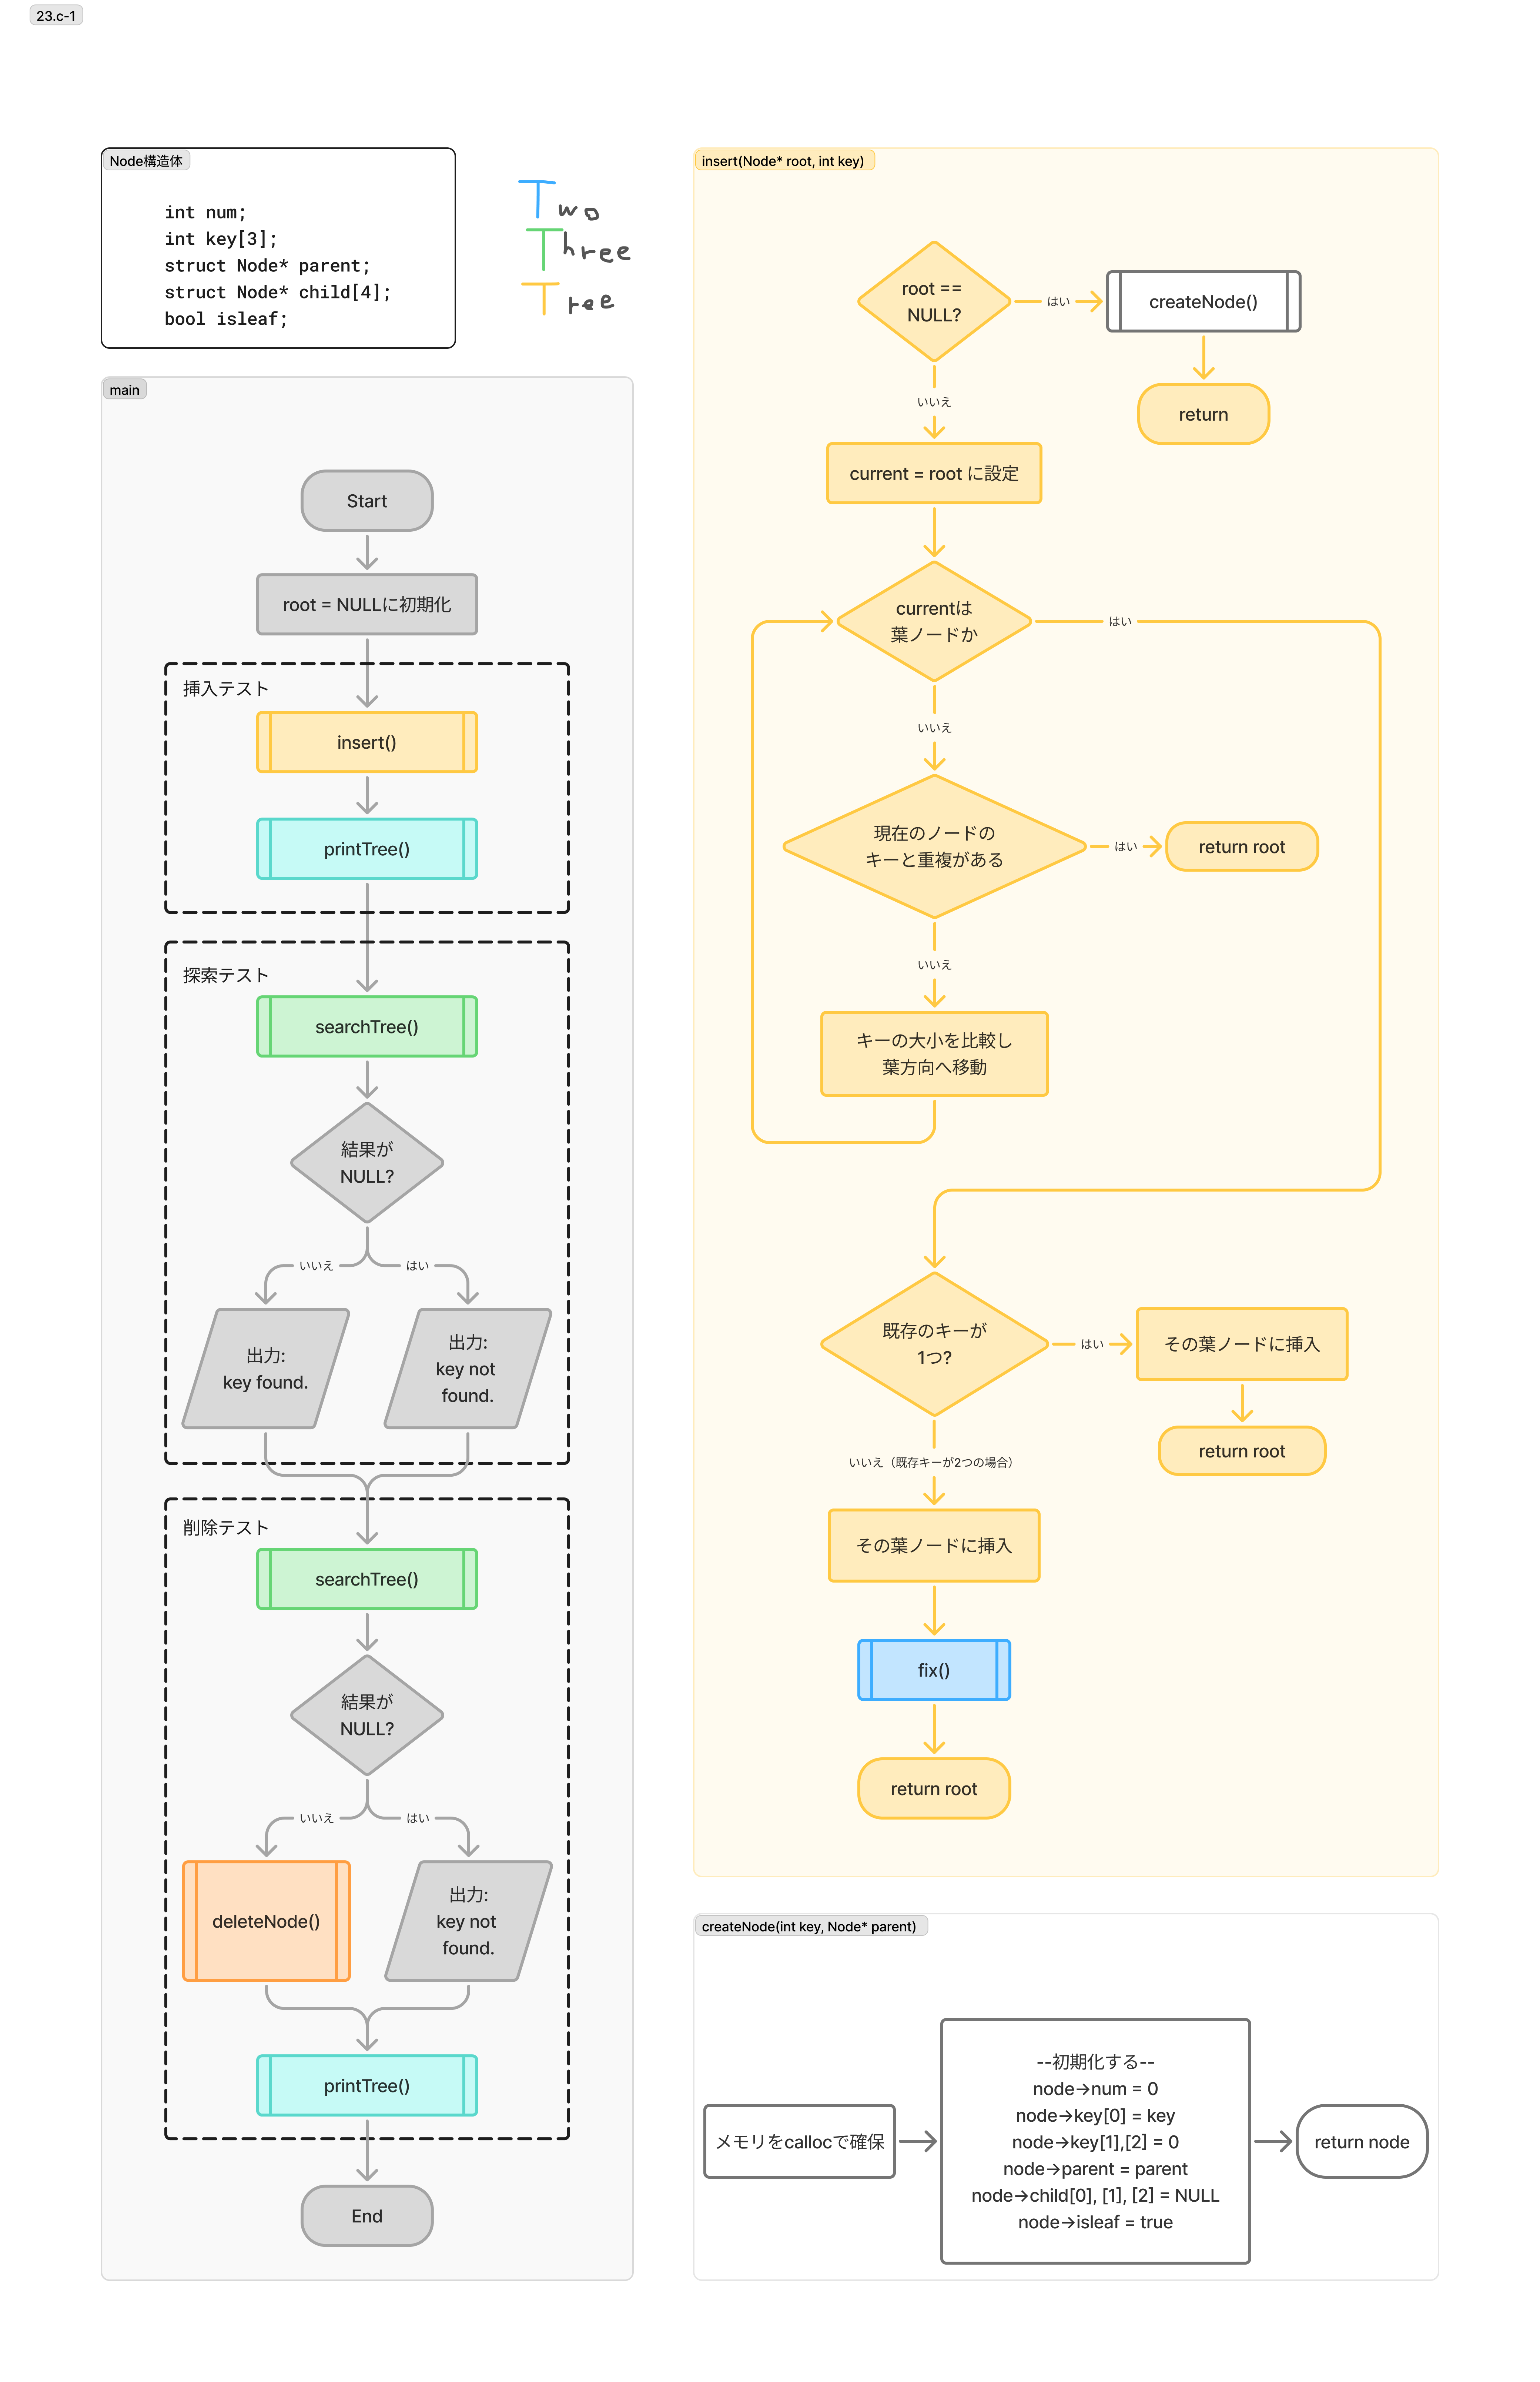 23.c-1
Node構造体
int num;
int key[3];
struct Node* parent;
struct Node* child[4];
bool isleaf;
Two
Three
Tree
main
Start
root = NULLに初期化
挿入テスト
insert()
printTree()
探索テスト
searchTree()
結果が
NULL?
いいえ
はい
出力:
key found.
出力:
key not
found.
削除テスト
searchTree()
結果が
NULL?
いいえ
はい
deleteNode()
出力:
key not
found.
printTree()
End
insert(Node* root, int key)
root ==
NULL?
はい
createNode()
return
いいえ
current = root に設定
currentは
葉ノードか
はい
いいえ
現在のノードの
キーと重複がある
はい
return root
いいえ
キーの大小を比較し
葉方向へ移動
既存のキーが
1つ?
はい
その葉ノードに挿入
return root
いいえ（既存キーが2つの場合）
その葉ノードに挿入
fix()
return root
createNode(int key, Node* parent)
メモリをcallocで確保
--初期化する--
node→num = 0
node→key[0] = key
node→key[1],[2] = 0
node→parent = parent
node→child[0], [1], [2] = NULL
node→isleaf = true
return node